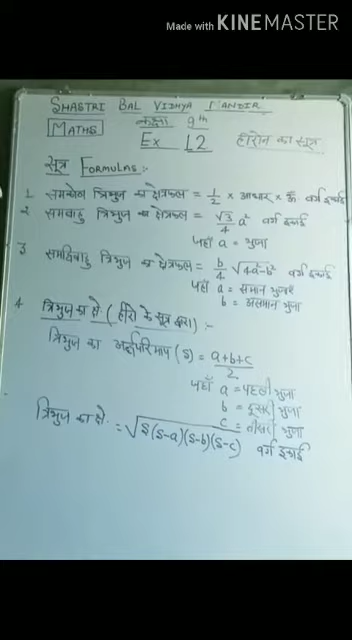 Made with KINEMASTER
SHASTRI BAL VIDHYA MANDIR
MATHS कक्षा 9th
Ex 12 हीरोन का सूत्र
सूत्र FORMULAS :-
1 समकोण त्रिभुज का क्षेत्रफल = 1/2 × आधार × ऊँ वर्ग इकाई
2 समबाहु त्रिभुज का क्षेत्रफल = √3/4 a² वर्ग इकाई
जहाँ a = भुजा
3 समद्विबाहु त्रिभुज का क्षेत्रफल = b/4 √4a²-b² वर्ग इकाई
जहाँ a = समान भुजाएं
b = असमान भुजा
4 त्रिभुज का क्षे (हीरो के सूत्र द्वारा) :-
त्रिभुज का अर्द्धपरिमाप (s) = a+b+c/2
जहाँ a = पहली भुजा
b = दूसरी भुजा
c = तीसरी भुजा
त्रिभुज का क्षे = √s(s-a)(s-b)(s-c) वर्ग इकाई